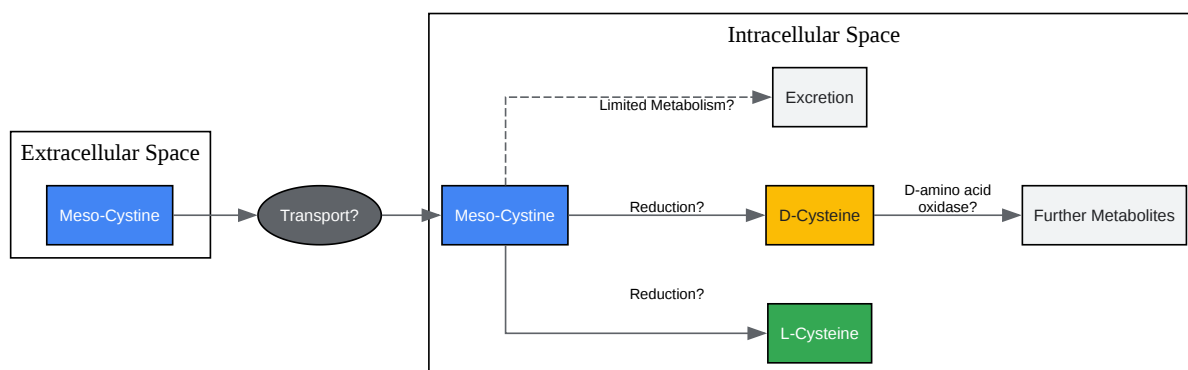 Intracellular Space
Limited Metabolism?
Excretion
Extracellular Space
Meso-Cystine
Transport?
Meso-Cystine
Reduction?
D-Cysteine
D-amino acid
oxidase?
Further Metabolites
Reduction?
L-Cysteine